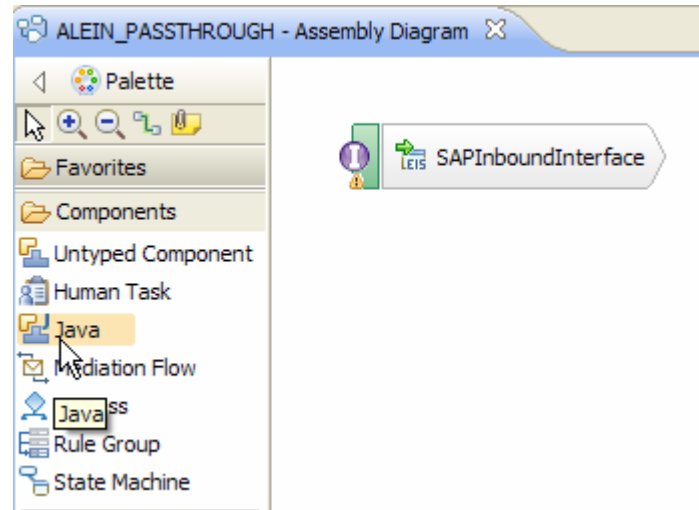 ALEIN_PASSTHROUGH - Assembly Diagram
Palette
Favorites
Components
Untyped Component
Human Task
Java
Mediation Flow
ss
Java
Rule Group
State Machine
I
EIS SAPInboundInterface